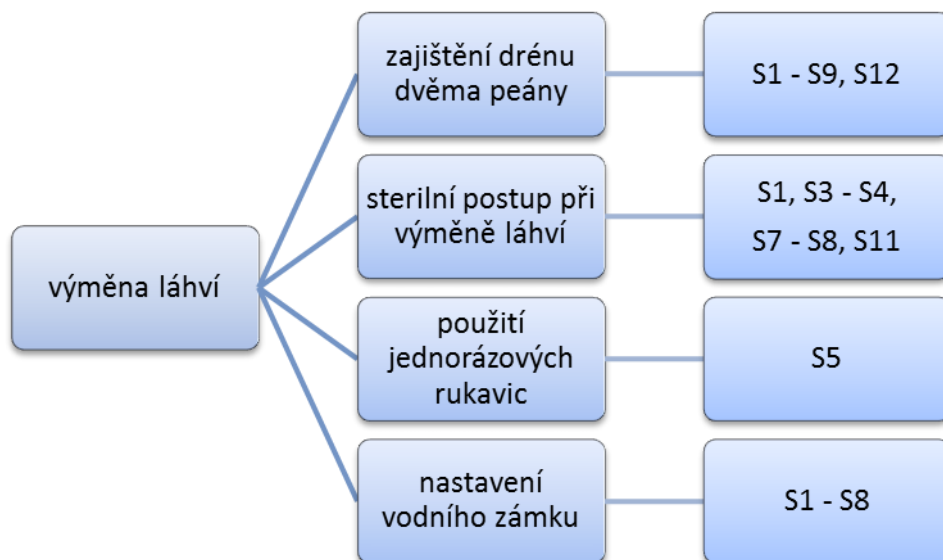 výměna láhví
zajištění drénu
dvěma peány
S1 - S9, S12
sterilní postup při
výměně láhví
S1, S3 - S4,
S7 - S8, S11
použití
jednorázových
rukavic
S5
nastavení
vodního zámku
S1 - S8